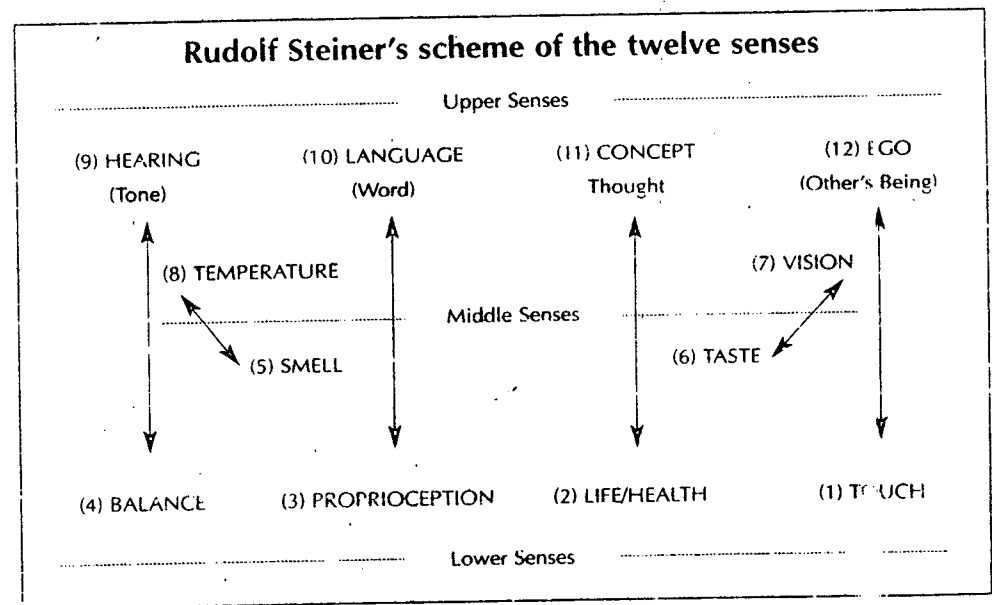 Rudolf Steiner's scheme of the twelve senses
Upper Senses
(9) HEARING
(Tone)
(10) LANGUAGE
(Word)
(11) CONCEPT
Thought
(12) EGO
(Other's Being)
(8) TEMPERATURE
(7) VISION
Middle Senses
(5) SMELL
(6) TASTE
(4) BALANCE
(3) PROPRIOCEPTION
(2) LIFE/HEALTH
(1) TOUCH
Lower Senses